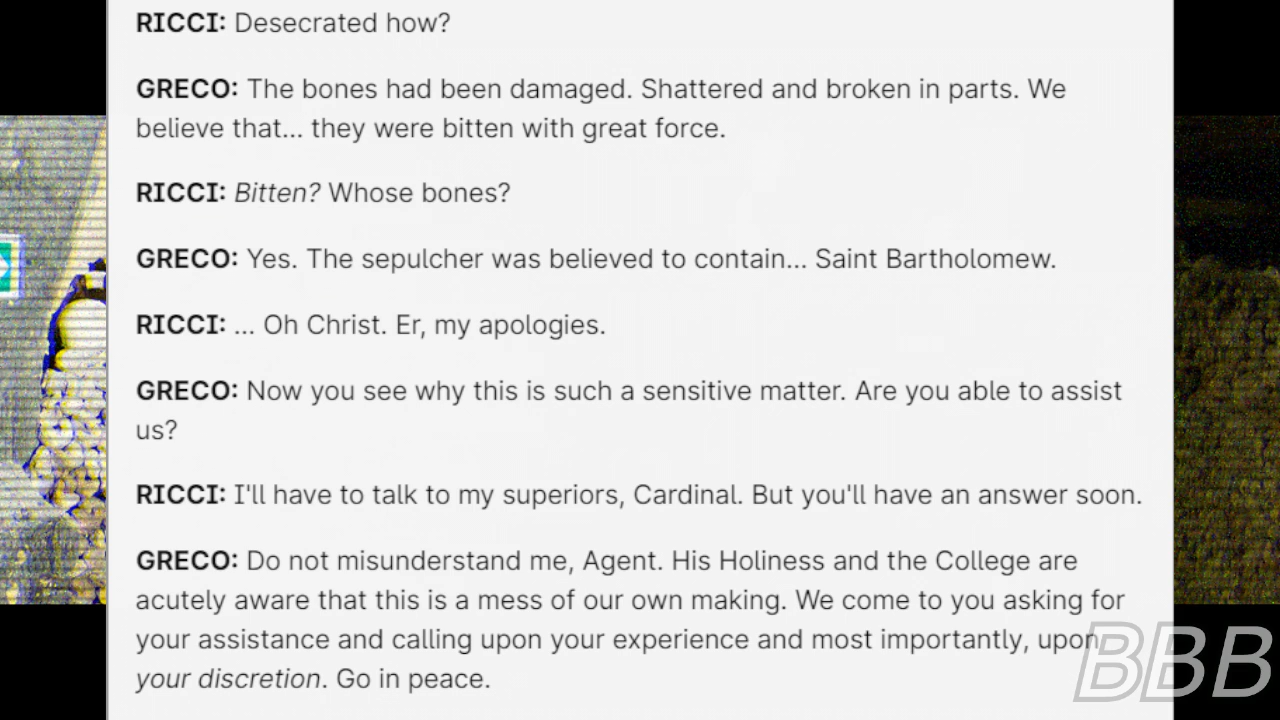 RICCI: Desecrated how?
GRECO: The bones had been damaged. Shattered and broken in parts. We
believe that... they were bitten with great force.
RICCI: Bitten? Whose bones?
GRECO: Yes. The sepulcher was believed to contain... Saint Bartholomew.
RICCI: ... Oh Christ. Er, my apologies.
GRECO: Now you see why this is such a sensitive matter. Are you able to assist
us?
RICCI: I'll have to talk to my superiors, Cardinal. But you'll have an answer soon.
GRECO: Do not misunderstand me, Agent. His Holiness and the College are
acutely aware that this is a mess of our own making. We come to you asking for
your assistance and calling upon your experience and most importantly, upon
your discretion. Go in peace.
BBB